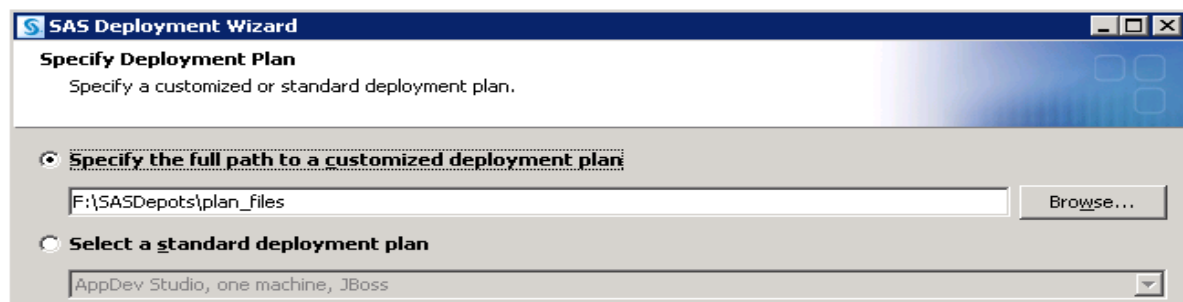 SAS Deployment Wizard
Specify Deployment Plan
Specify a customized or standard deployment plan.
Specify the full path to a customized deployment plan
F:\SASDepots\plan_files
Browse...
Select a standard deployment plan
AppDev Studio, one machine, JBoss